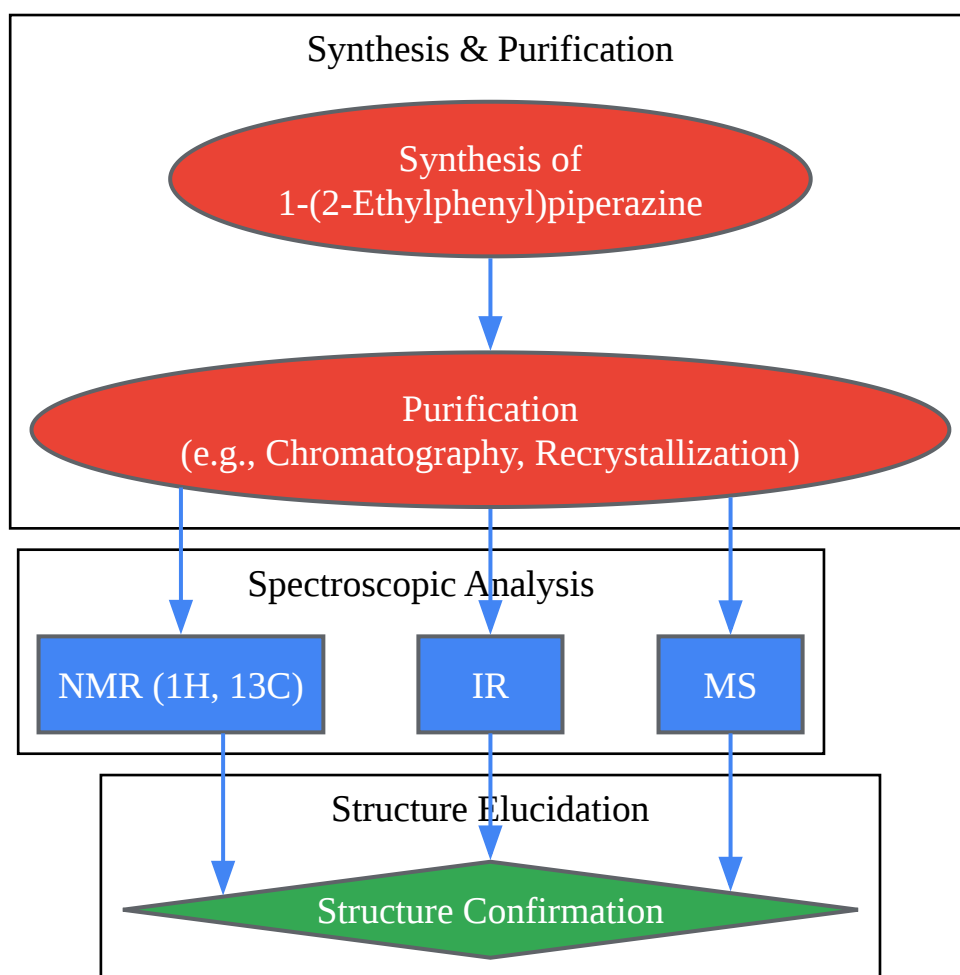 Synthesis & Purification
Synthesis of
1-(2-Ethylphenyl)piperazine
Purification
(e.g., Chromatography, Recrystallization)
Spectroscopic Analysis
NMR (1H, 13C)
IR
MS
Structure Elucidation
Structure Confirmation